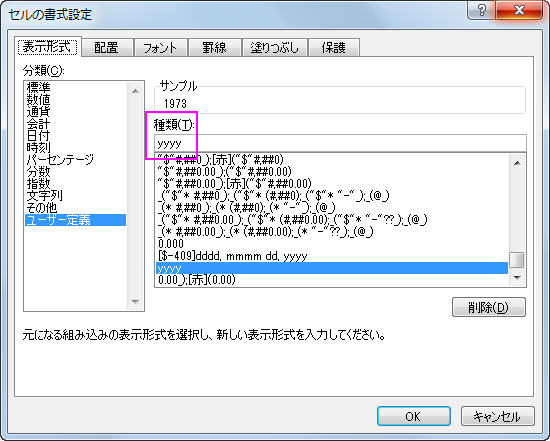 セルの書式設定
表示形式 配置 フォント 罫線 塗りつぶし 保護
分類(C):
標準
数値
通貨
会計
日付
時刻
パーセンテージ
分数
指数
文字列
その他
ユーザー定義
サンプル
1973
種類(T):
yyyy
"$"#,##0_);[赤]("$"#,##0)
"$"#,##0.00_);("$"#,##0.00)
"$"#,##0.00_);[赤]("$"#,##0.00)
_("$"* #,##0_);_("$"* (#,##0);_("$"* "-"_);_(@_)
_(* #,##0_);_(* (#,##0);_(* "-"_);_(@_)
_("$"* #,##0.00_);_("$"* (#,##0.00);_("$"* "-"??_);_(@_)
_(* #,##0.00_);_(* (#,##0.00);_(* "-"??_);_(@_)
0.000
[$-409]dddd, mmmm dd, yyyy
yyyy
0.00_);[赤](0.00)
削除(D)
元になる組み込みの表示形式を選択し、新しい表示形式を入力してください。
OK キャンセル